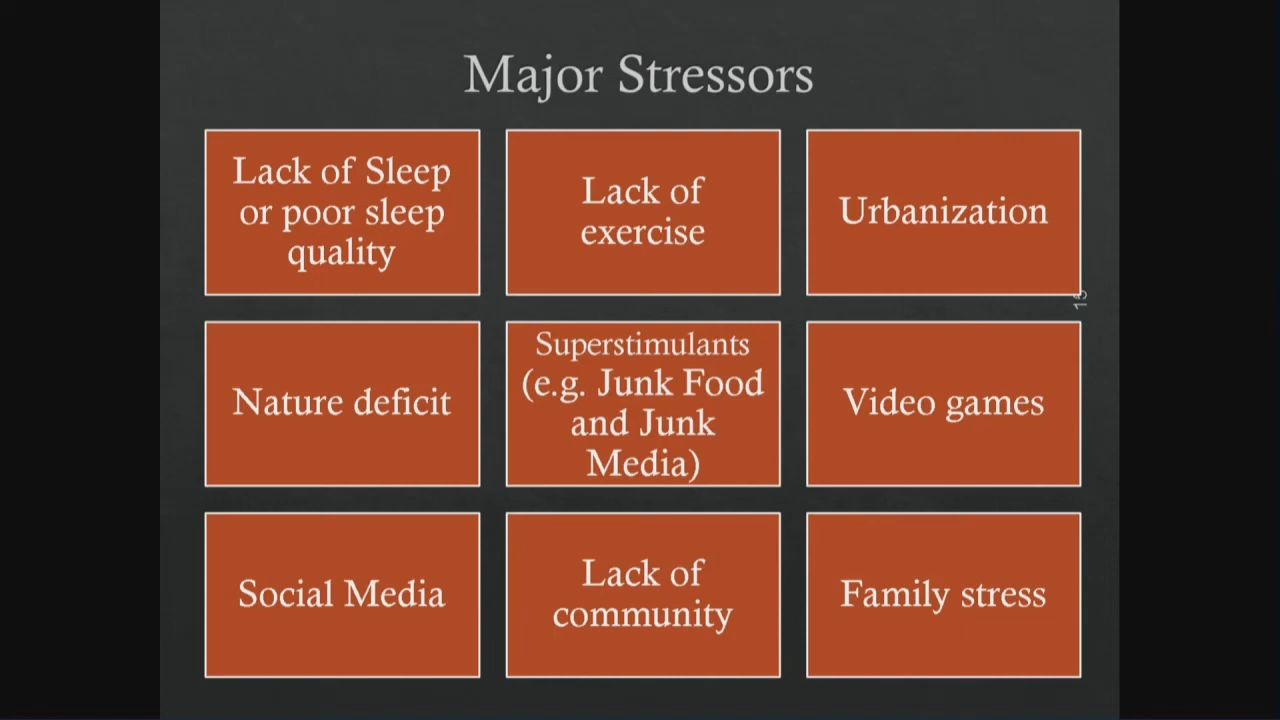 Major Stressors
Lack of Sleep
or poor sleep
quality
Lack of
exercise
Urbanization
Nature deficit
Superstimulants
(e.g. Junk Food
and Junk
Media)
Video games
Social Media
Lack of
community
Family stress